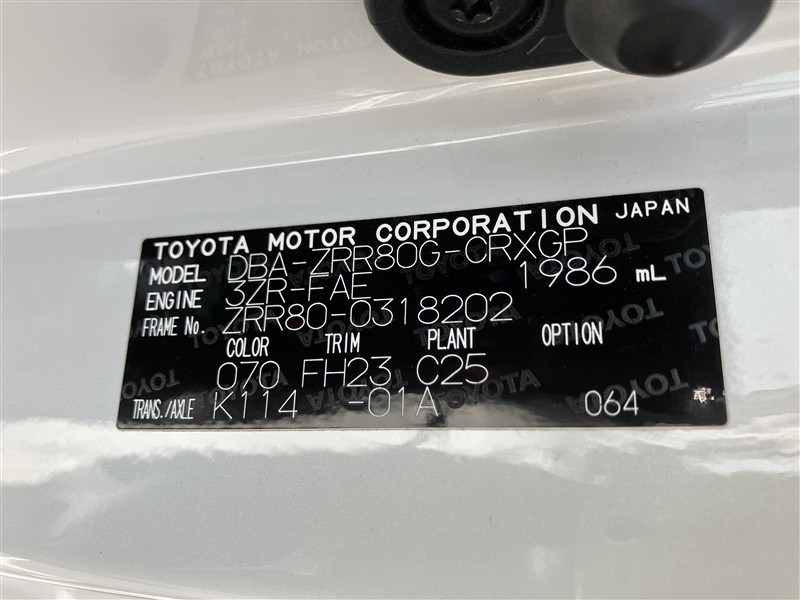 TOYOTA MOTOR CORPORATION JAPAN
MODEL DBA-ZRR80G-CRXGP
ENGINE 3ZR-FAE 1986 mL
FRAME No. ZRR80-0318202
COLOR TRIM PLANT OPTION
070 FH23 C25
TRANS./AXLE K114 -01A 064